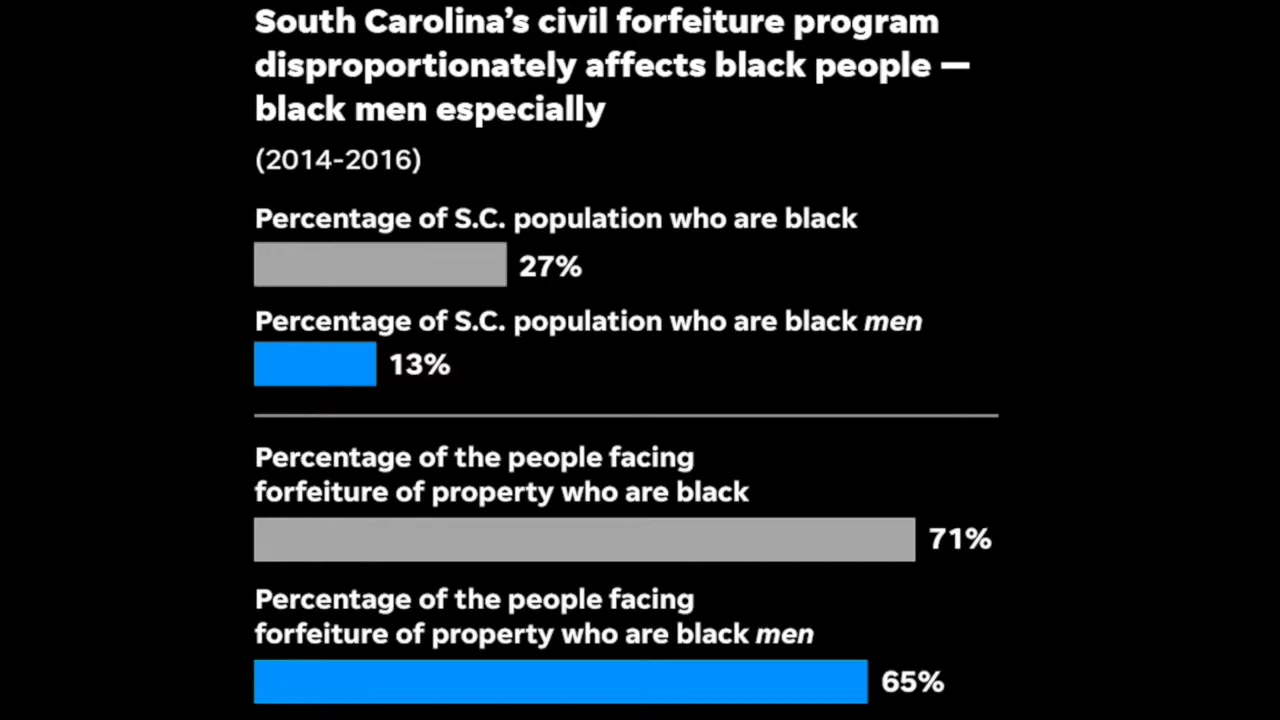 South Carolina's civil forfeiture program
disproportionately affects black people —
black men especially
(2014-2016)
Percentage of S.C. population who are black
27%
Percentage of S.C. population who are black men
13%
Percentage of the people facing
forfeiture of property who are black
71%
Percentage of the people facing
forfeiture of property who are black men
65%